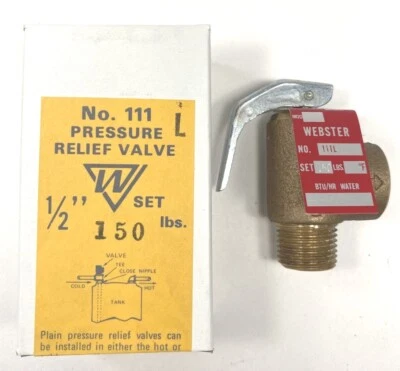 No. 111 L
PRESSURE
RELIEF VALVE
W
1/2" SET
150 lbs.
VALVE
TEE
CLOSE NIPPLE
COLD HOT
TANK
Plain pressure relief valves can
be installed in either the hot or
WEBSTER
NO. 111L
SET LBS °F
BTU/HR WATER